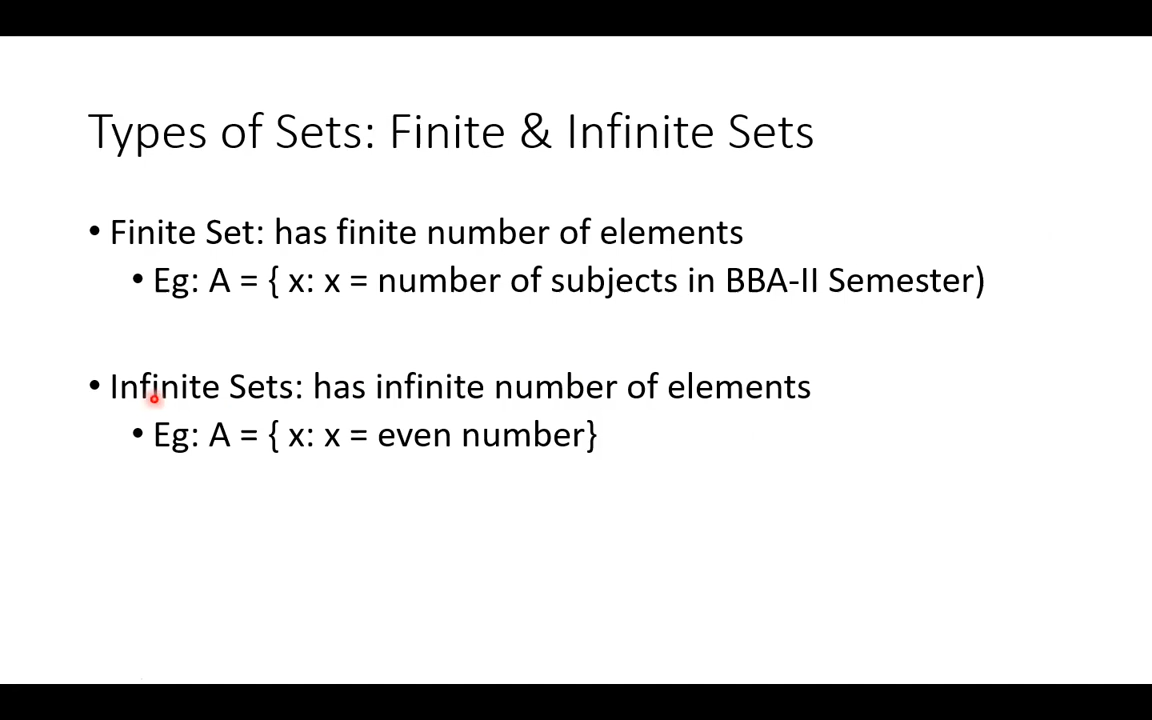 Types of Sets: Finite & Infinite Sets
• Finite Set: has finite number of elements
• Eg: A = { x: x = number of subjects in BBA-II Semester)
• Infinite Sets: has infinite number of elements
• Eg: A = { x: x = even number}